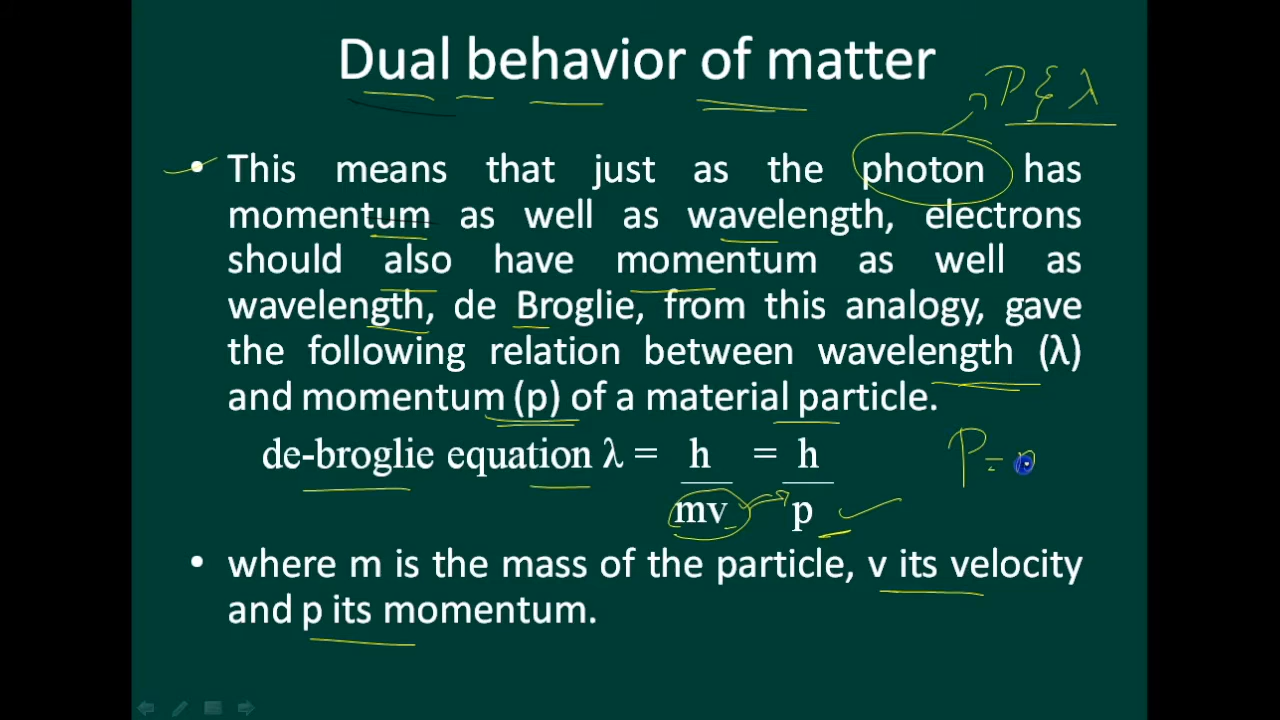 Dual behavior of matter
P { λ
• This means that just as the photon has
momentum as well as wavelength, electrons
should also have momentum as well as
wavelength, de Broglie, from this analogy, gave
the following relation between wavelength (λ)
and momentum (p) of a material particle.
de-broglie equation λ = h/mv = h/p
P =
• where m is the mass of the particle, v its velocity
and p its momentum.